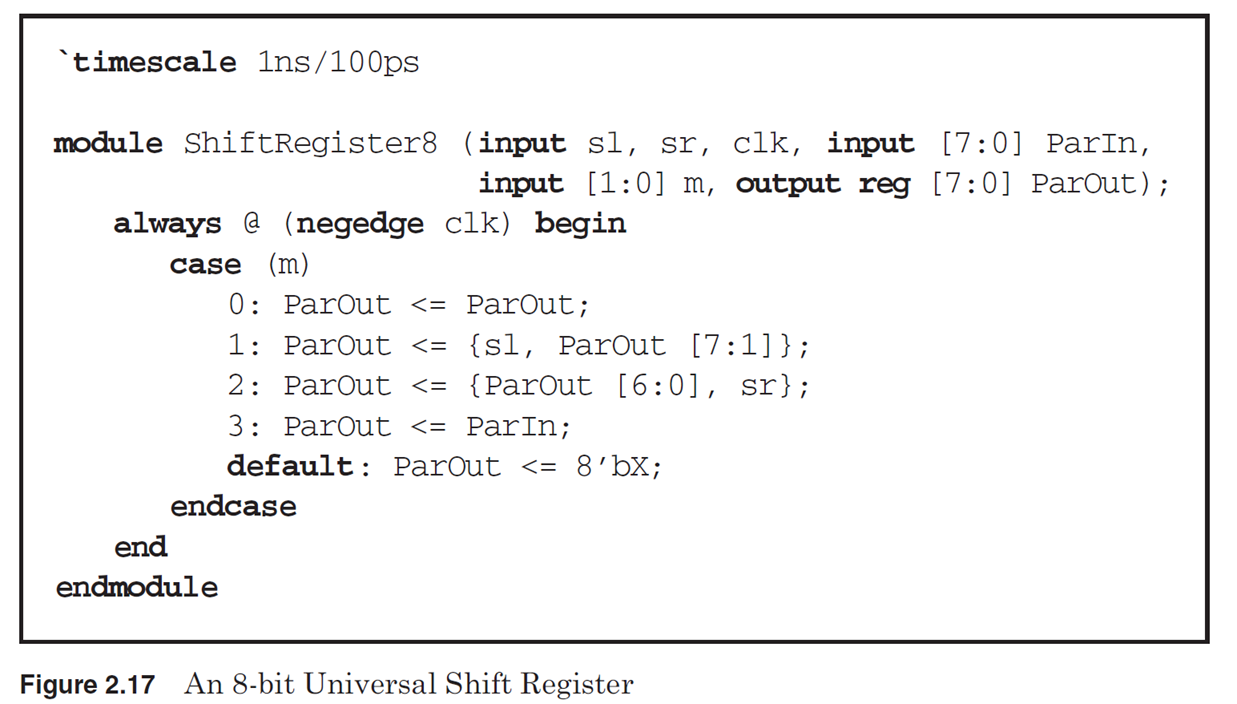 `timescale 1ns/100ps
module ShiftRegister8 (input sl, sr, clk, input [7:0] ParIn,
input [1:0] m, output reg [7:0] ParOut);
always @ (negedge clk) begin
case (m)
0: ParOut <= ParOut;
1: ParOut <= {sl, ParOut [7:1]};
2: ParOut <= {ParOut [6:0], sr};
3: ParOut <= ParIn;
default: ParOut <= 8’bX;
endcase
end
endmodule
Figure 2.17 An 8-bit Universal Shift Register